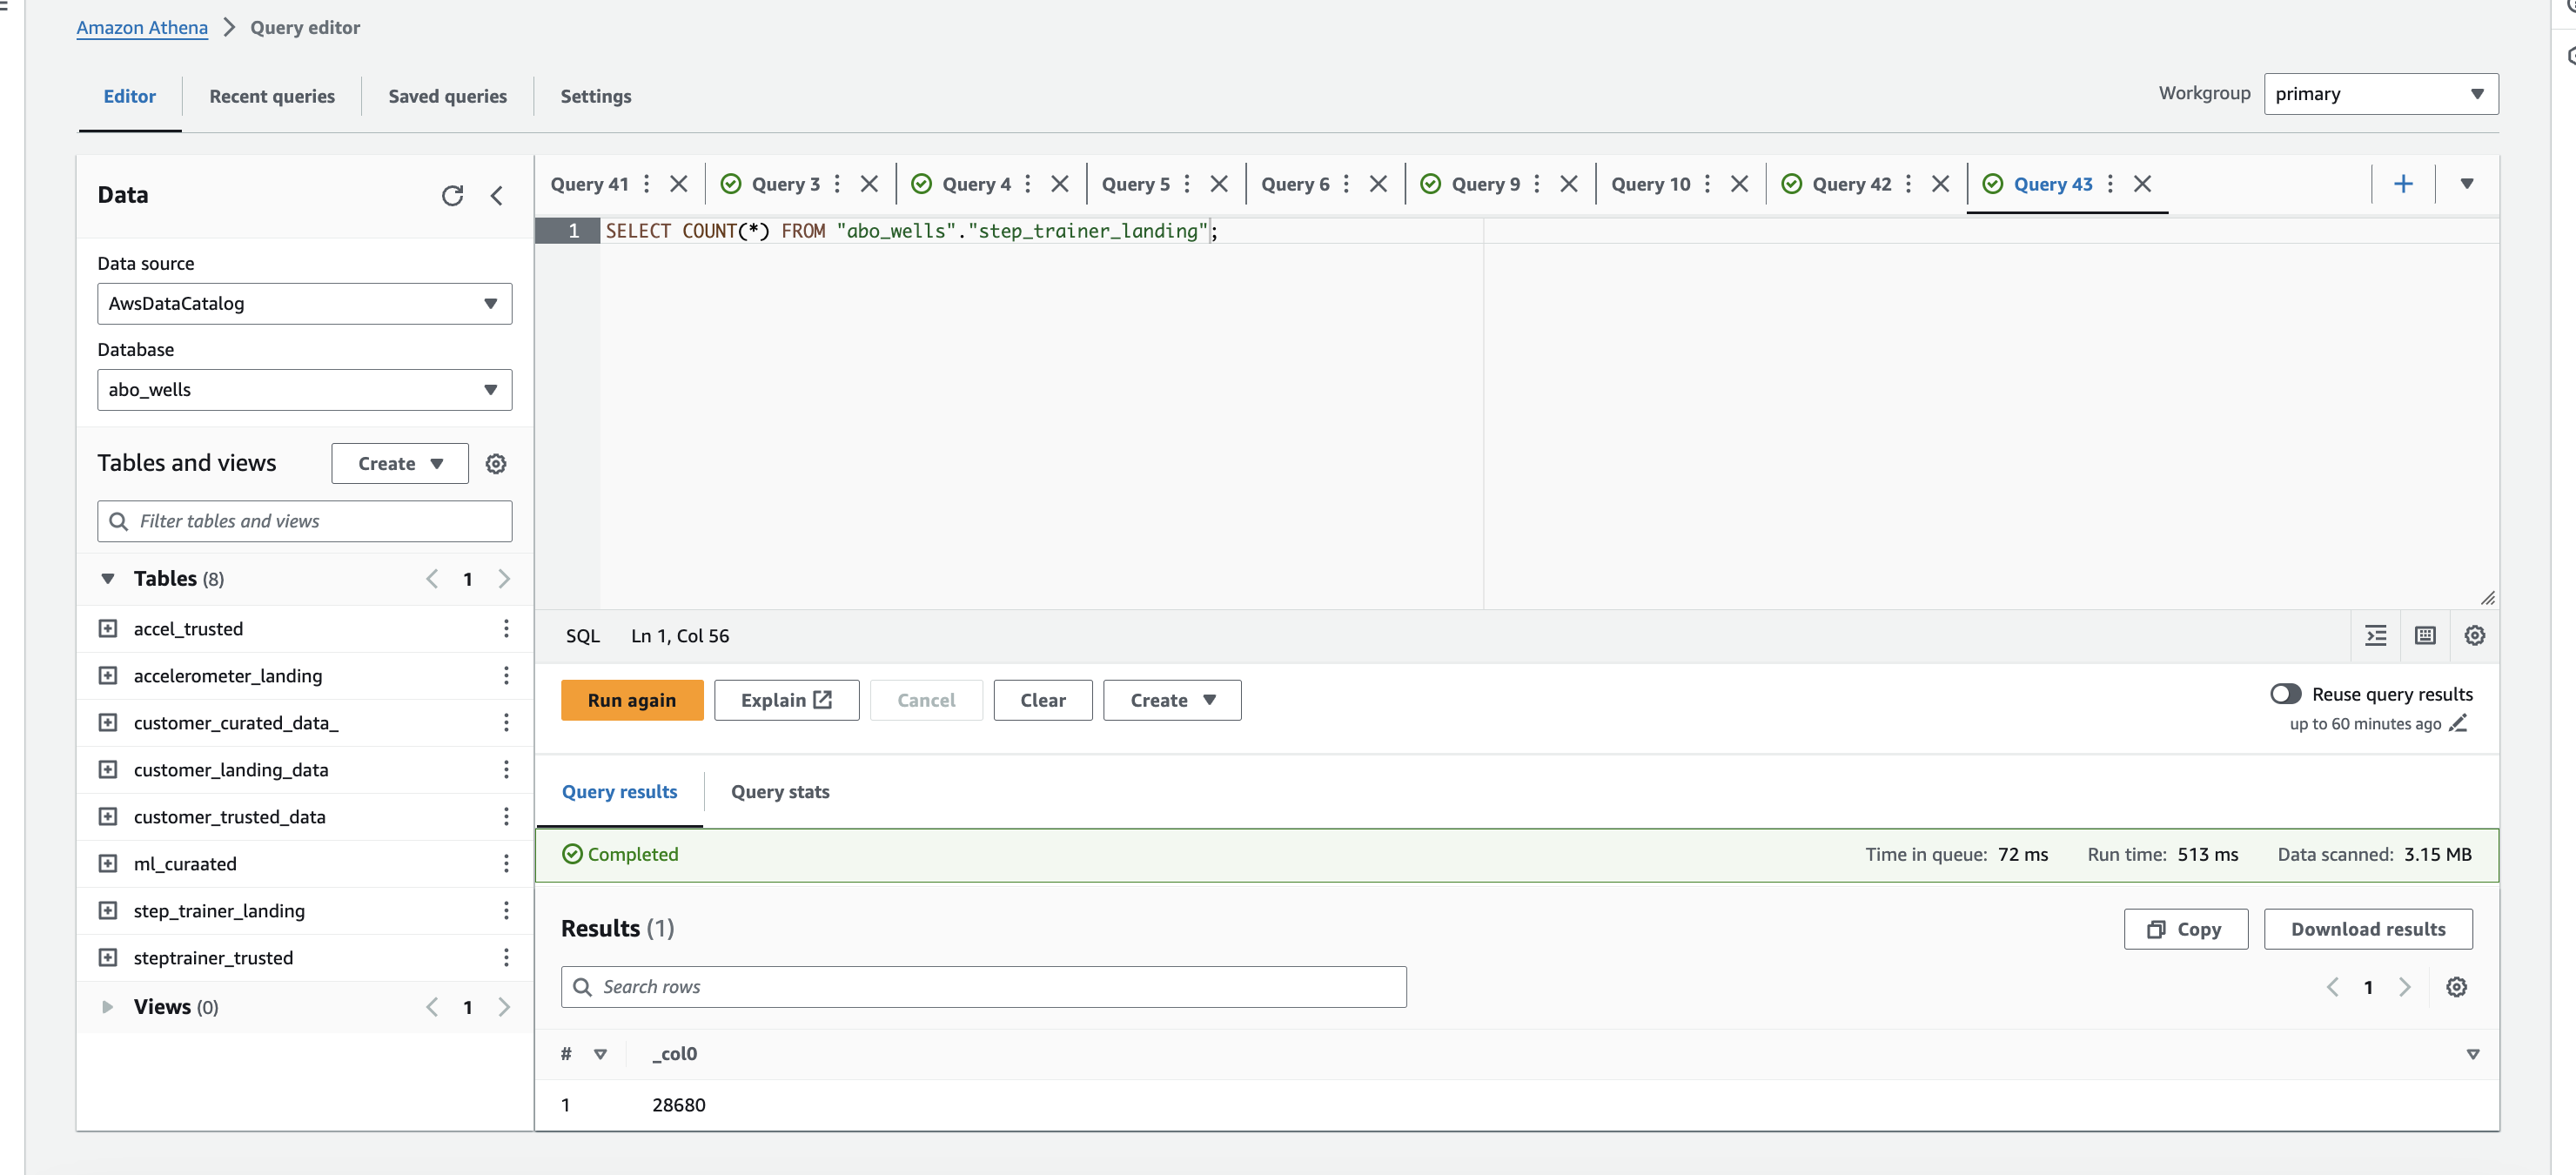 Amazon Athena > Query editor
Editor Recent queries Saved queries Settings
Workgroup primary
Data
Data source
AwsDataCatalog
Database
abo_wells
Tables and views Create
Filter tables and views
Tables (8) < 1 >
accel_trusted
accelerometer_landing
customer_curated_data_
customer_landing_data
customer_trusted_data
ml_curaated
step_trainer_landing
steptrainer_trusted
Views (0) < 1 >
Query 41 Query 3 Query 4 Query 5 Query 6 Query 9 Query 10 Query 42 Query 43
1 SELECT COUNT(*) FROM "abo_wells"."step_trainer_landing";
SQL Ln 1, Col 56
Run again Explain Cancel Clear Create
Reuse query results
up to 60 minutes ago
Query results Query stats
Completed Time in queue: 72 ms Run time: 513 ms Data scanned: 3.15 MB
Results (1) Copy Download results
Search rows < 1 >
# _col0
1 28680